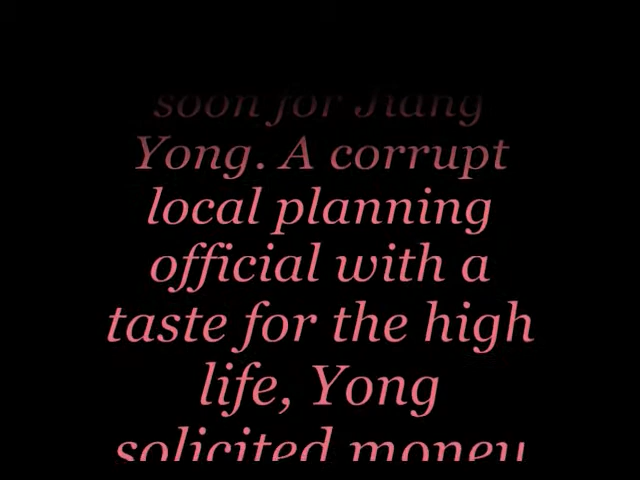 soon for Jiang
Yong. A corrupt
local planning
official with a
taste for the high
life, Yong
solicited money